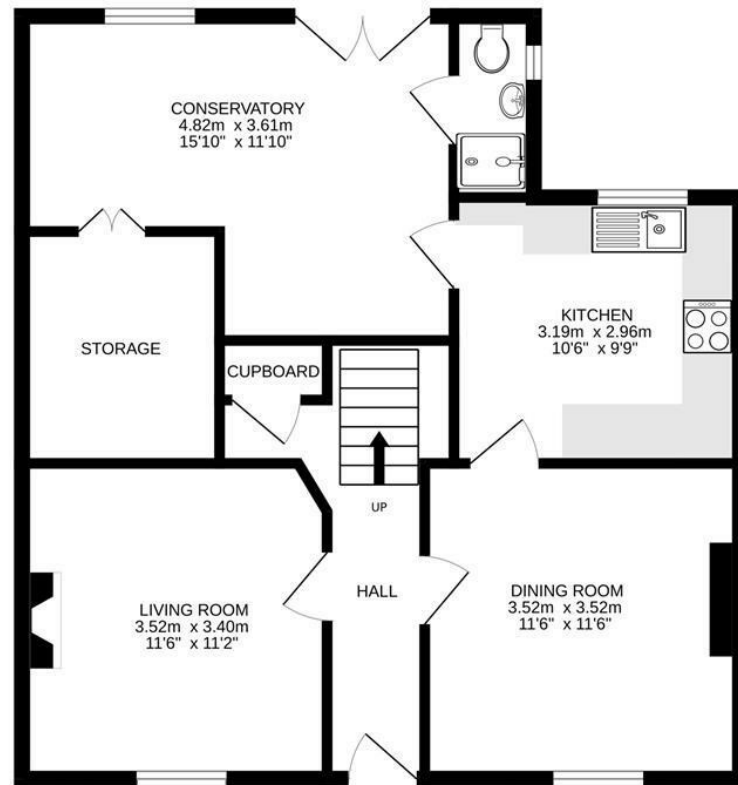 CONSERVATORY
4.82m x 3.61m
15'10" x 11'10"
KITCHEN
3.19m x 2.96m
10'6" x 9'9"
STORAGE
CUPBOARD
UP
HALL
LIVING ROOM
3.52m x 3.40m
11'6" x 11'2"
DINING ROOM
3.52m x 3.52m
11'6" x 11'6"